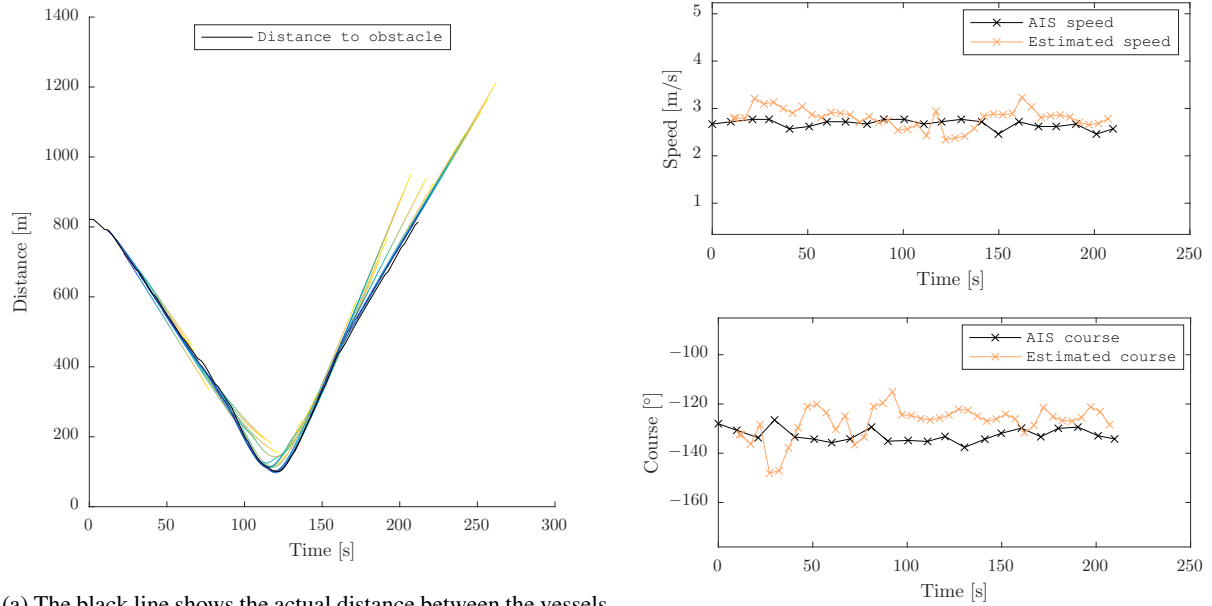 1400
1200
1000
800
600
400
200
0
Distance [m]
Distance to obstacle
0 50 100 150 200 250 300
Time [s]
(a) The black line shows the actual distance between the vessels
5
4
3
2
1
Speed [m/s]
AIS speed
Estimated speed
0 50 100 150 200 250
Time [s]
−100
−120
−140
−160
Course [°]
AIS course
Estimated course
0 50 100 150 200 250
Time [s]